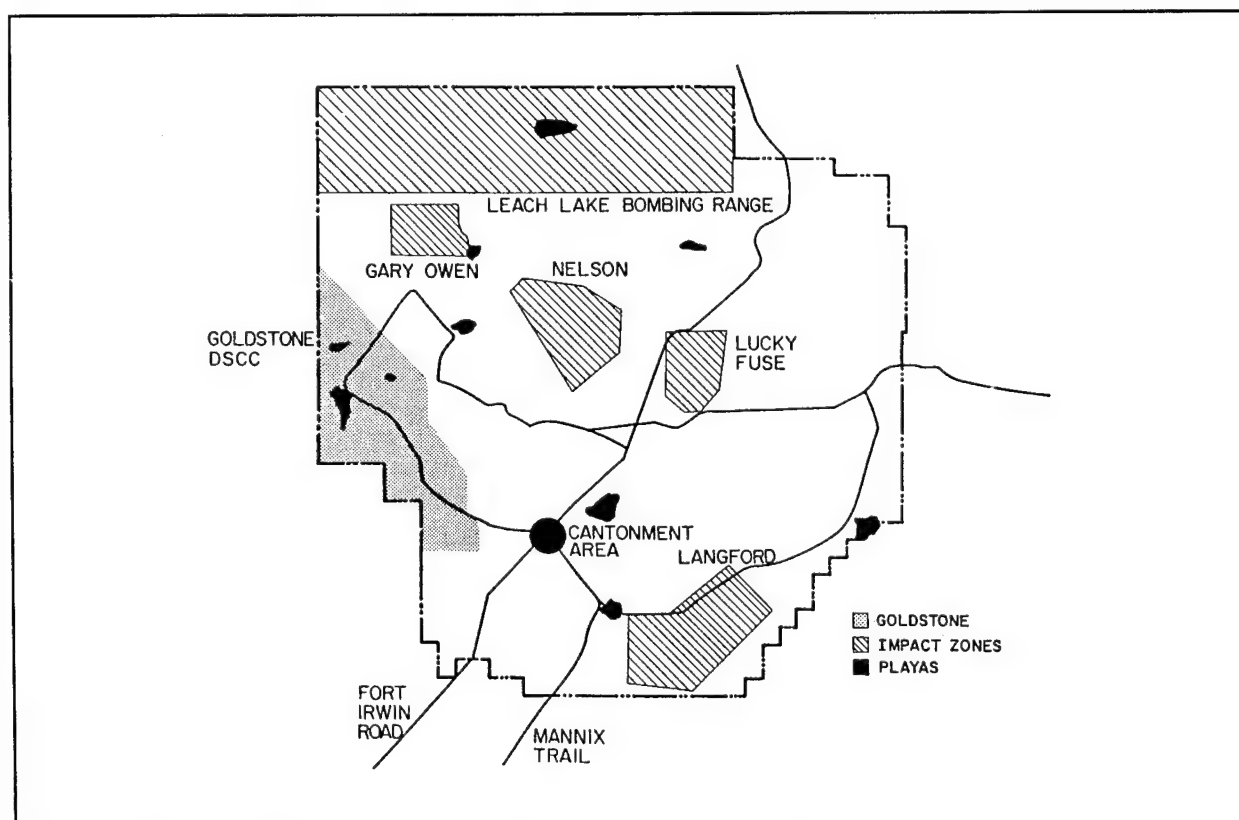 LEACH LAKE BOMBING RANGE
GARY OWEN
NELSON
GOLDSTONE
DSCC
LUCKY
FUSE
CANTONMENT
AREA
LANGFORD
GOLDSTONE
IMPACT ZONES
PLAYAS
FORT
IRWIN
ROAD
MANNIX
TRAIL